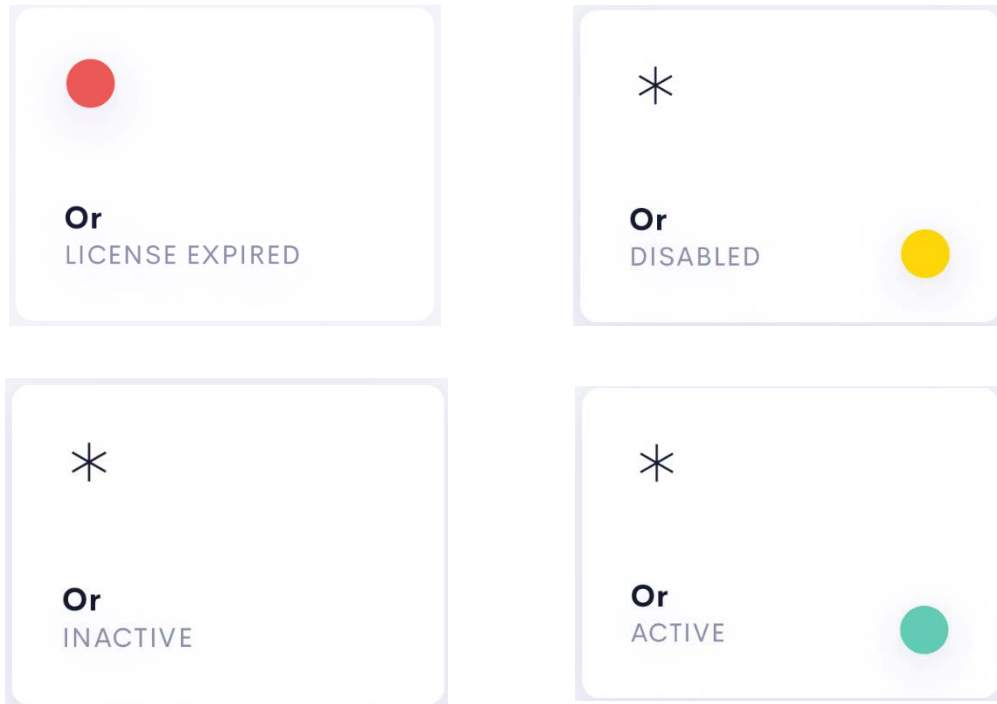 Or
LICENSE EXPIRED
Or
DISABLED
Or
INACTIVE
Or
ACTIVE